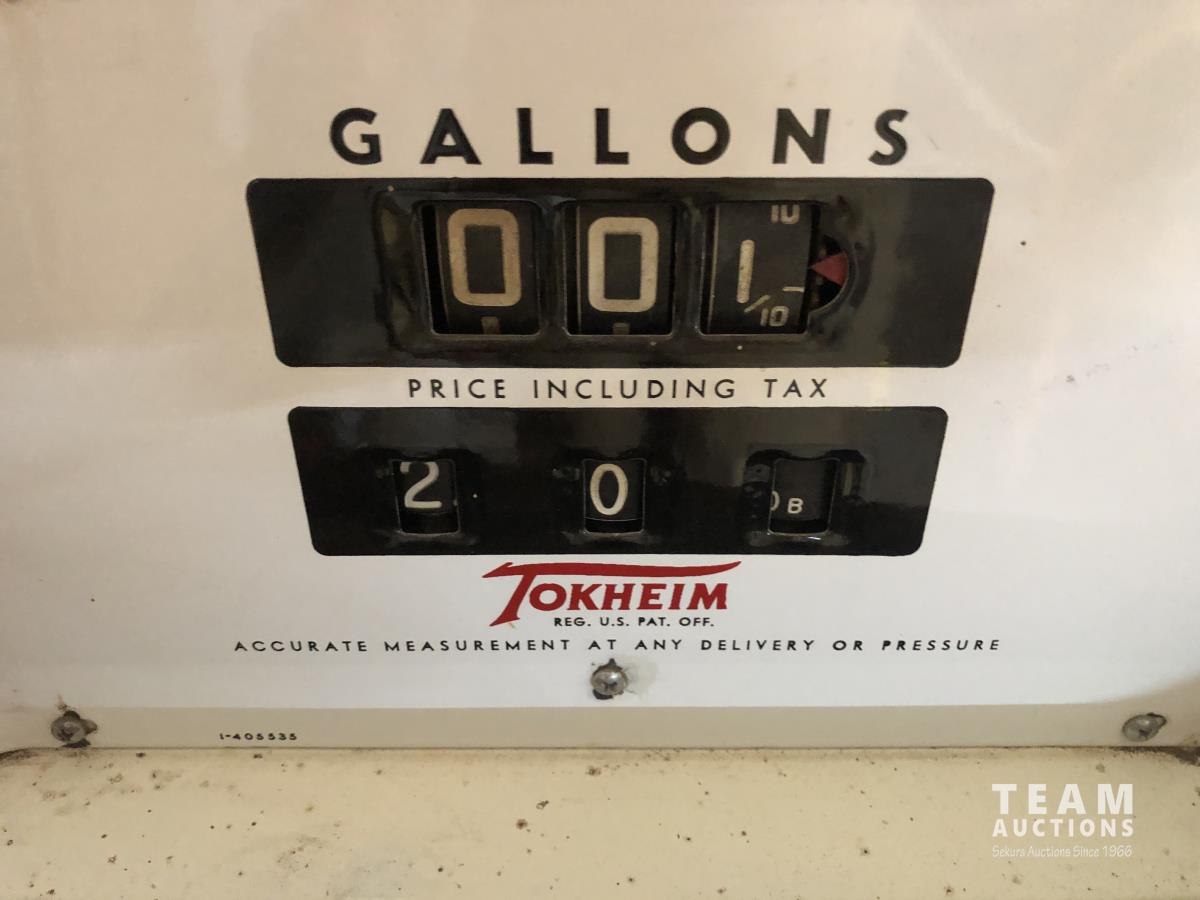 GALLONS
0 0 1 10
/10
PRICE INCLUDING TAX
2 0 B
TOKHEIM
REG. U.S. PAT. OFF.
ACCURATE MEASUREMENT AT ANY DELIVERY OR PRESSURE
1-405535
TEAM
AUCTIONS
Sekura Auctions Since 1966